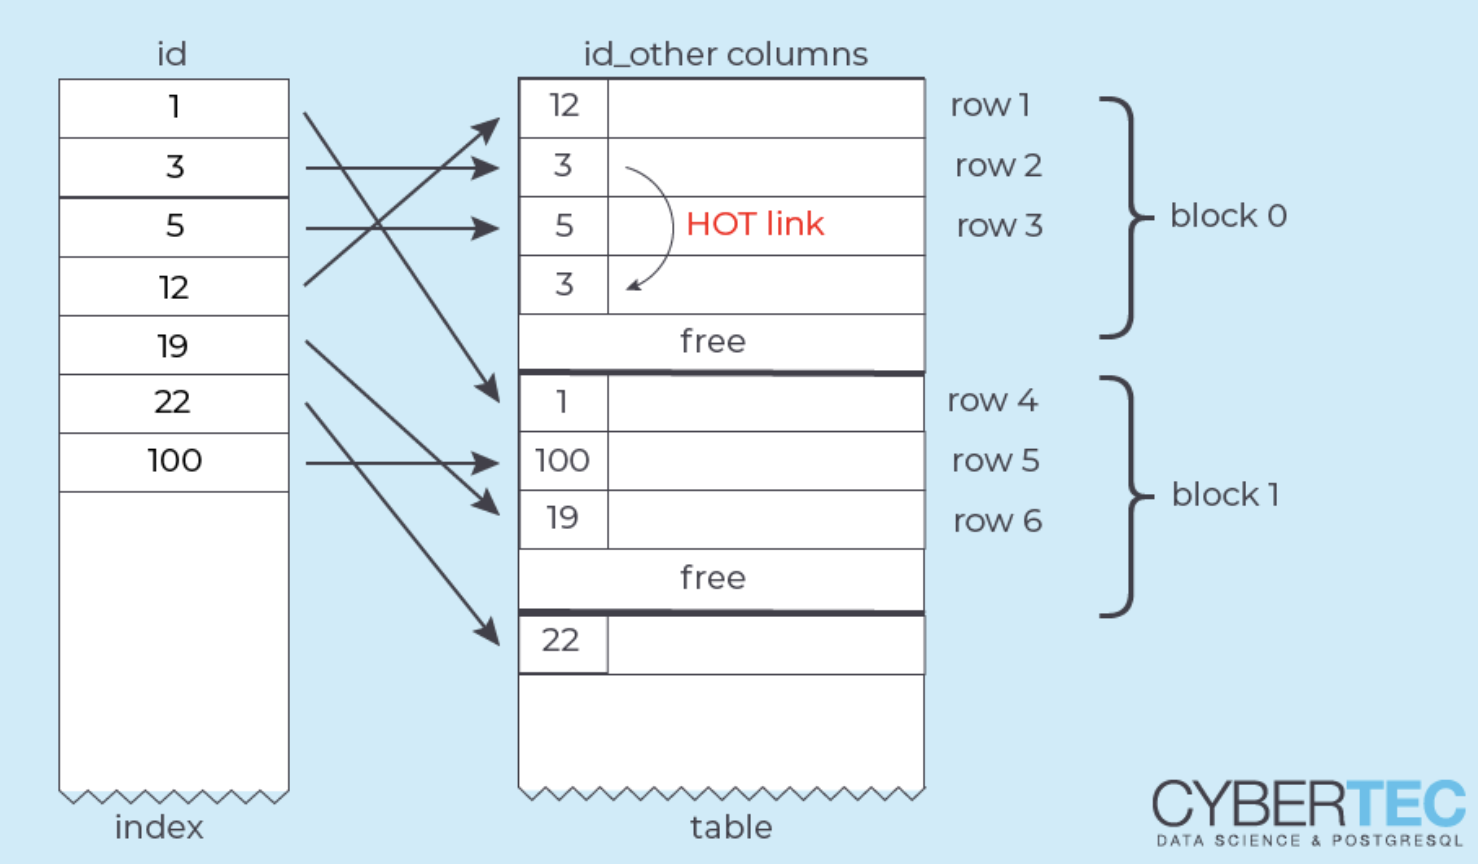 id
id_other columns
1
3
5
12
19
22
100
index
12
row 1
3
row 2
5
HOT link
row 3
3
free
block 0
1
row 4
100
row 5
19
row 6
free
block 1
22
table
CYBERTEC
DATA SCIENCE & POSTGRESQL